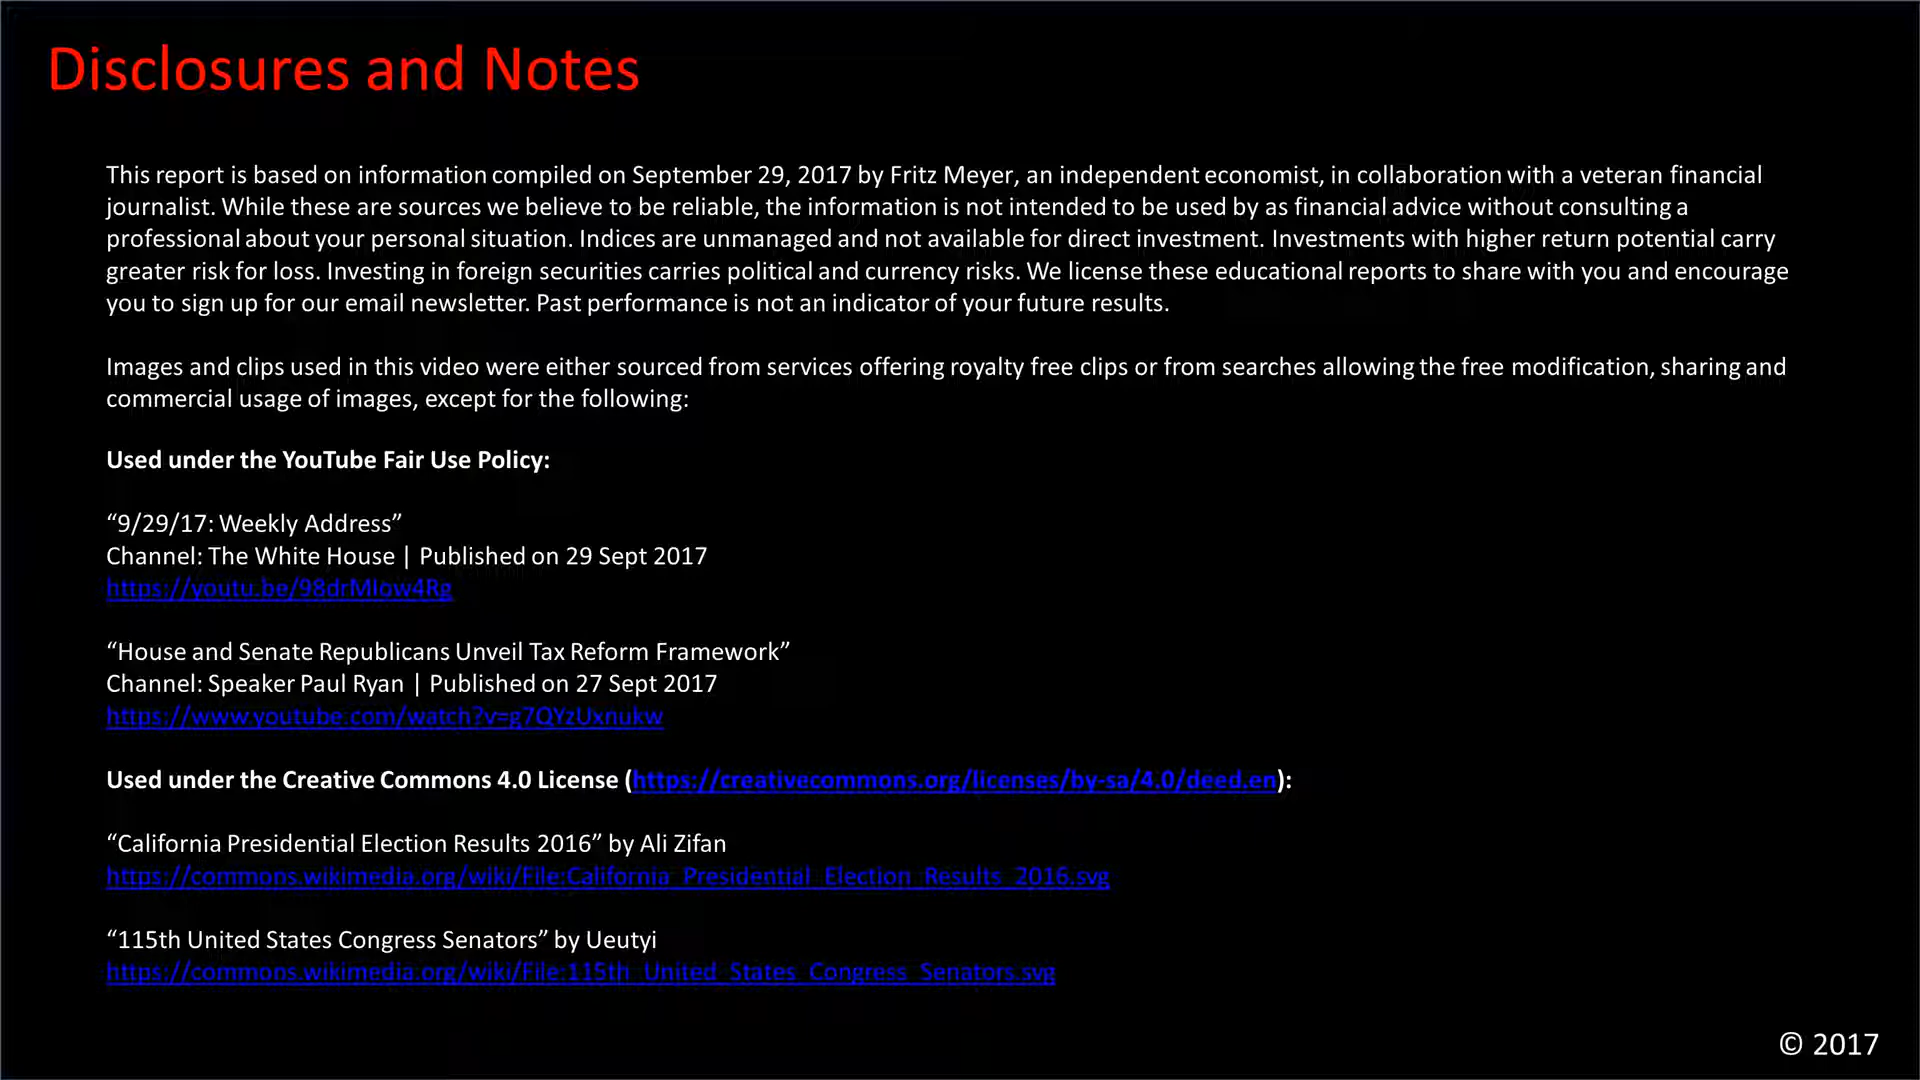 Disclosures and Notes
This report is based on information compiled on September 29, 2017 by Fritz Meyer, an independent economist, in collaboration with a veteran financial
journalist. While these are sources we believe to be reliable, the information is not intended to be used by as financial advice without consulting a
professional about your personal situation. Indices are unmanaged and not available for direct investment. Investments with higher return potential carry
greater risk for loss. Investing in foreign securities carries political and currency risks. We license these educational reports to share with you and encourage
you to sign up for our email newsletter. Past performance is not an indicator of your future results.
Images and clips used in this video were either sourced from services offering royalty free clips or from searches allowing the free modification, sharing and
commercial usage of images, except for the following:
Used under the YouTube Fair Use Policy:
“9/29/17: Weekly Address”
Channel: The White House | Published on 29 Sept 2017
https://youtu.be/98drMIow4Rg
“House and Senate Republicans Unveil Tax Reform Framework”
Channel: Speaker Paul Ryan | Published on 27 Sept 2017
https://www.youtube.com/watch?v=g7QYzUxnukw
Used under the Creative Commons 4.0 License (https://creativecommons.org/licenses/by-sa/4.0/deed.en):
“California Presidential Election Results 2016” by Ali Zifan
https://commons.wikimedia.org/wiki/File:California_Presidential_Election_Results_2016.svg
“115th United States Congress Senators” by Ueutyi
https://commons.wikimedia.org/wiki/File:115th_United_States_Congress_Senators.svg
© 2017